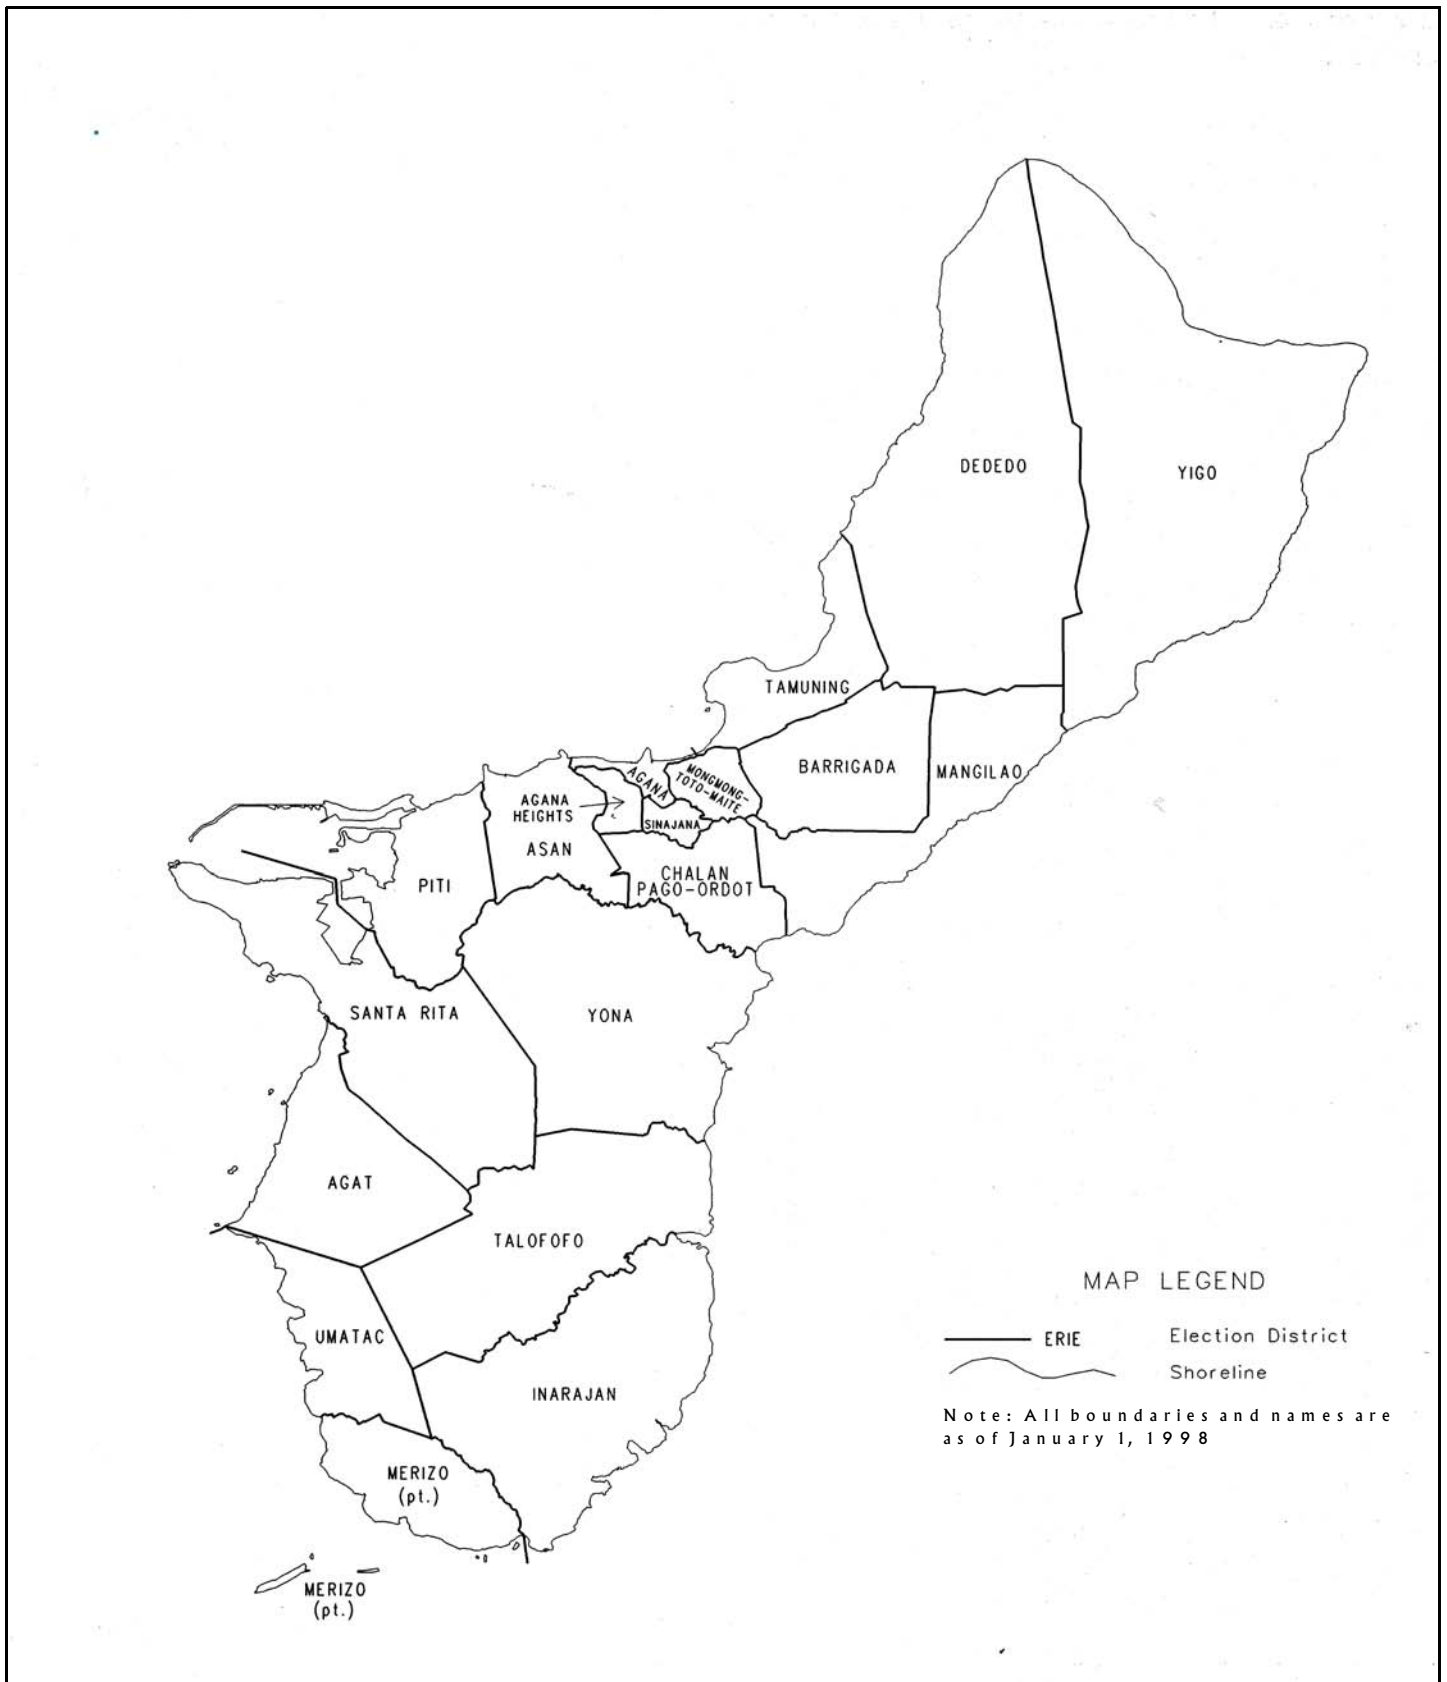 DEDEDO
YIGO
TAMUNING
BARRIGADA
MANGILAO
AGANA
MONGMONG-
TOTO-MAITE
AGANA
HEIGHTS
SINAJANA
ASAN
CHALAN
PAGO-ORDOT
PITI
SANTA RITA
YONA
AGAT
TALOFOFO
UMATAC
INARAJAN
MERIZO
(pt.)
MERIZO
(pt.)
MAP LEGEND
ERIE Election District
Shoreline
Note: All boundaries and names are
as of January 1, 1998